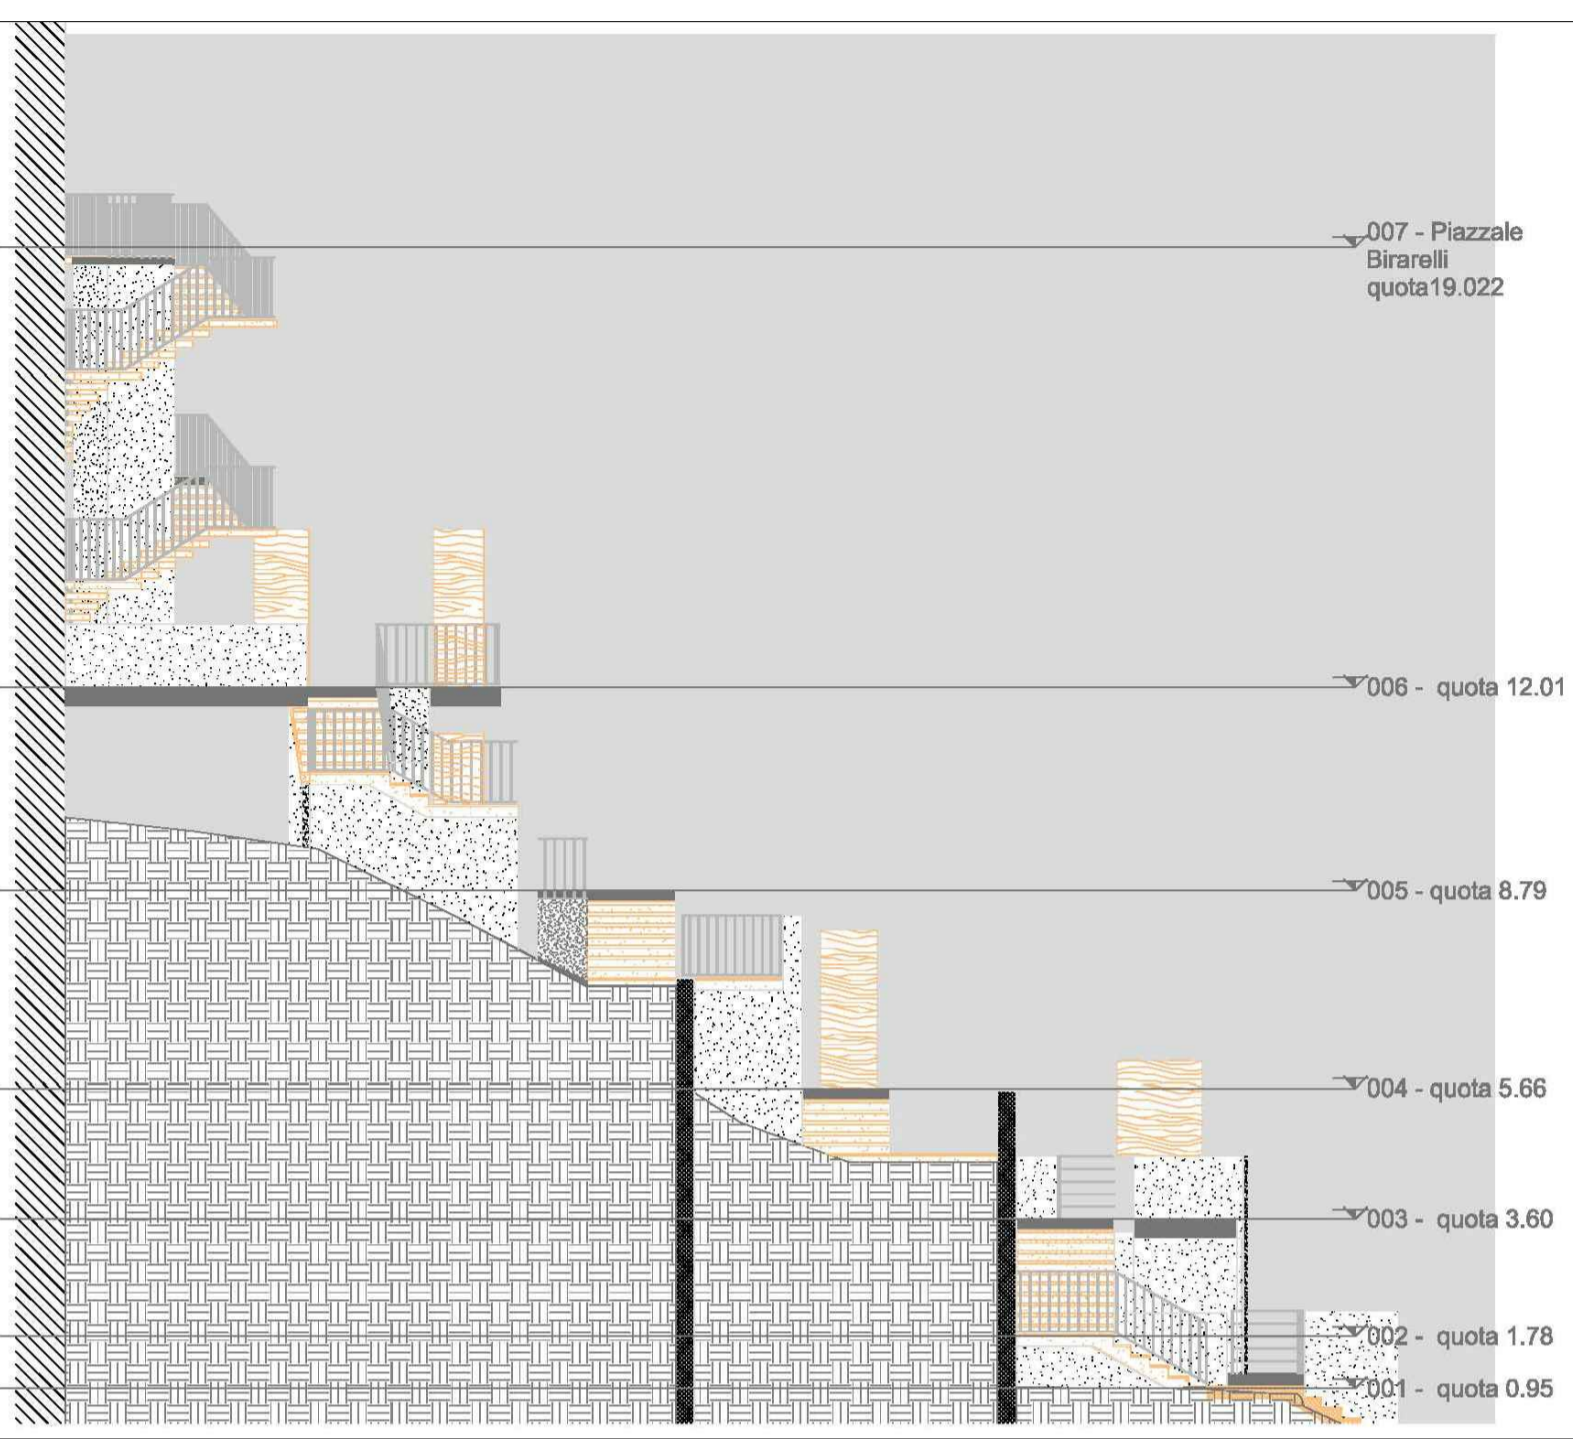 007 - Piazzale
Birarelli
quota19.022
006 - quota 12.01
005 - quota 8.79
004 - quota 5.66
003 - quota 3.60
002 - quota 1.78
001 - quota 0.95